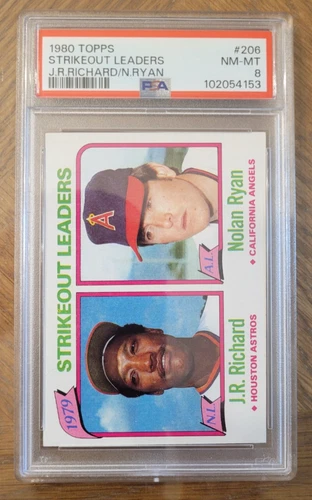 1980 TOPPS #206
STRIKEOUT LEADERS NM-MT
J.R.RICHARD/N.RYAN 8
PSA 102054153
STRIKEOUT LEADERS
1979
N.L.
J.R. Richard
HOUSTON ASTROS
A
A.L.
Nolan Ryan
CALIFORNIA ANGELS